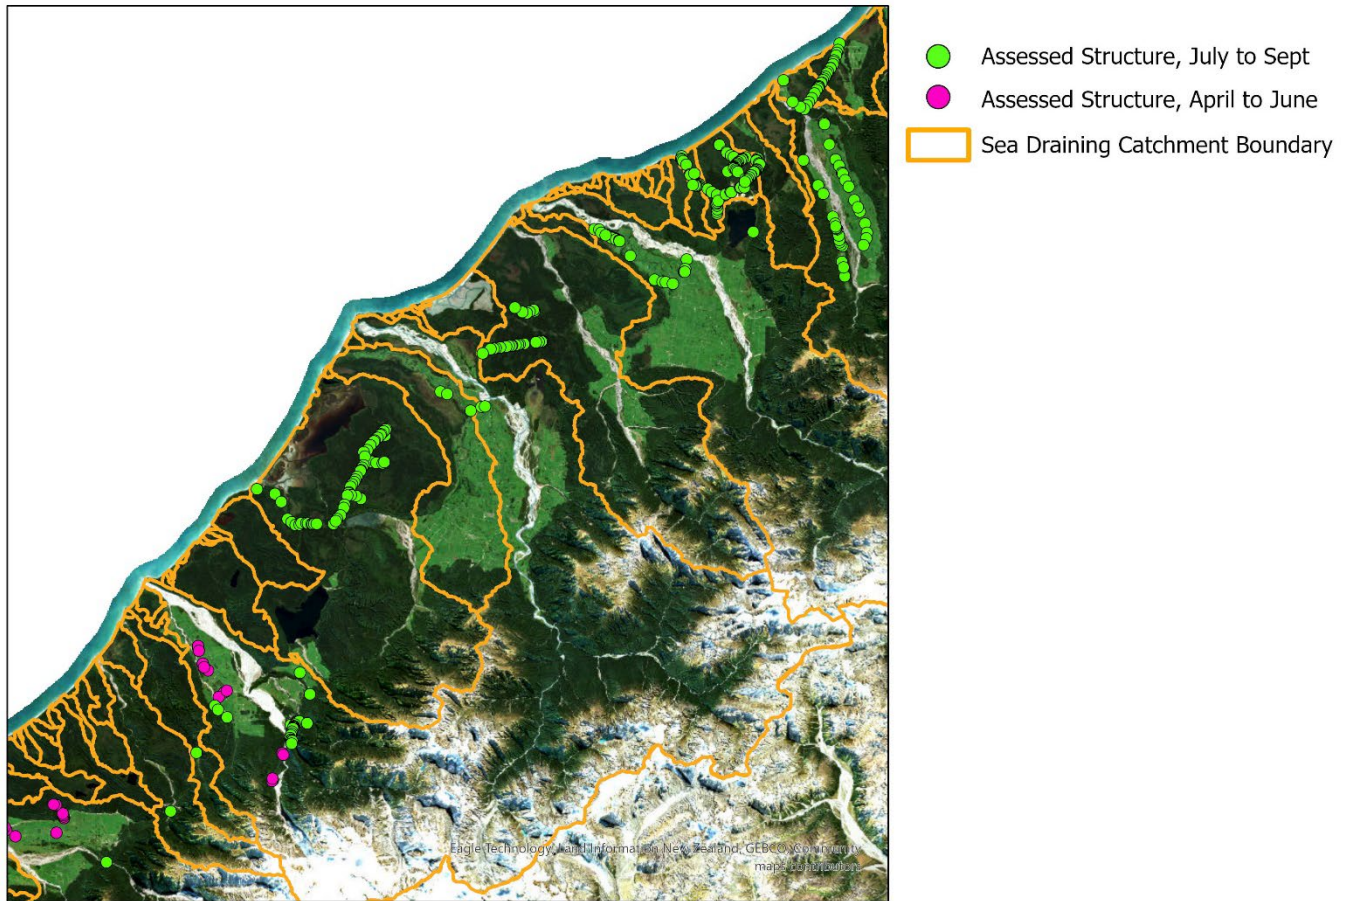 Assessed Structure, July to Sept
Assessed Structure, April to June
Sea Draining Catchment Boundary
Eagle Technology, Land Information New Zealand, GEBCO, Community
maps contributors